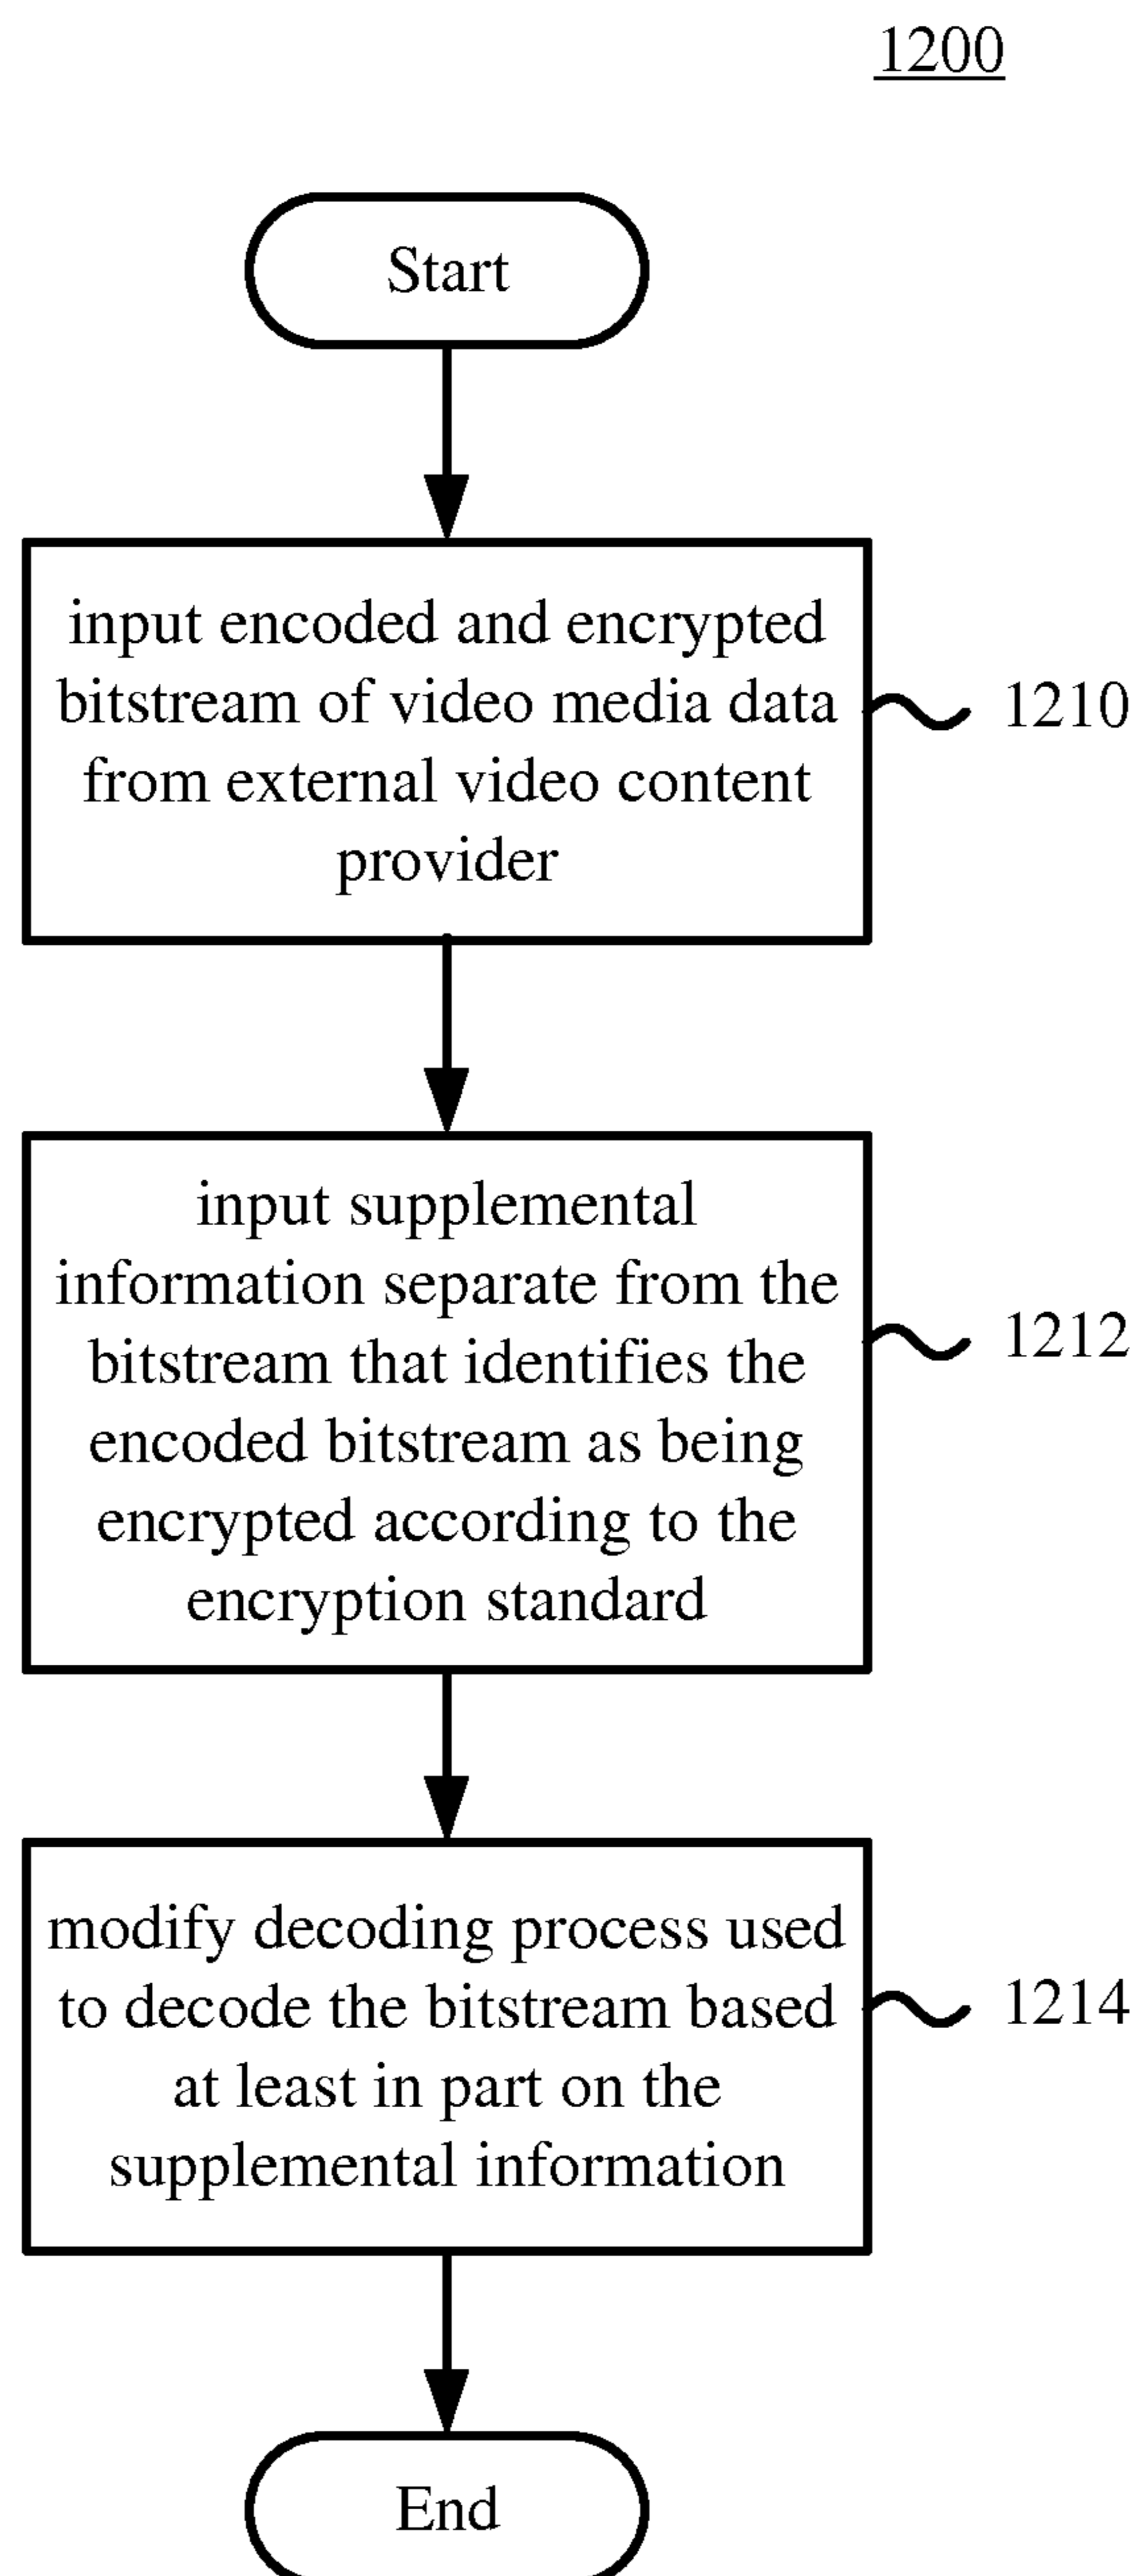 1200
Start
input encoded and encrypted
bitstream of video media data
from external video content
provider
1210
input supplemental
information separate from the
bitstream that identifies the
encoded bitstream as being
encrypted according to the
encryption standard
1212
modify decoding process used
to decode the bitstream based
at least in part on the
supplemental information
1214
End